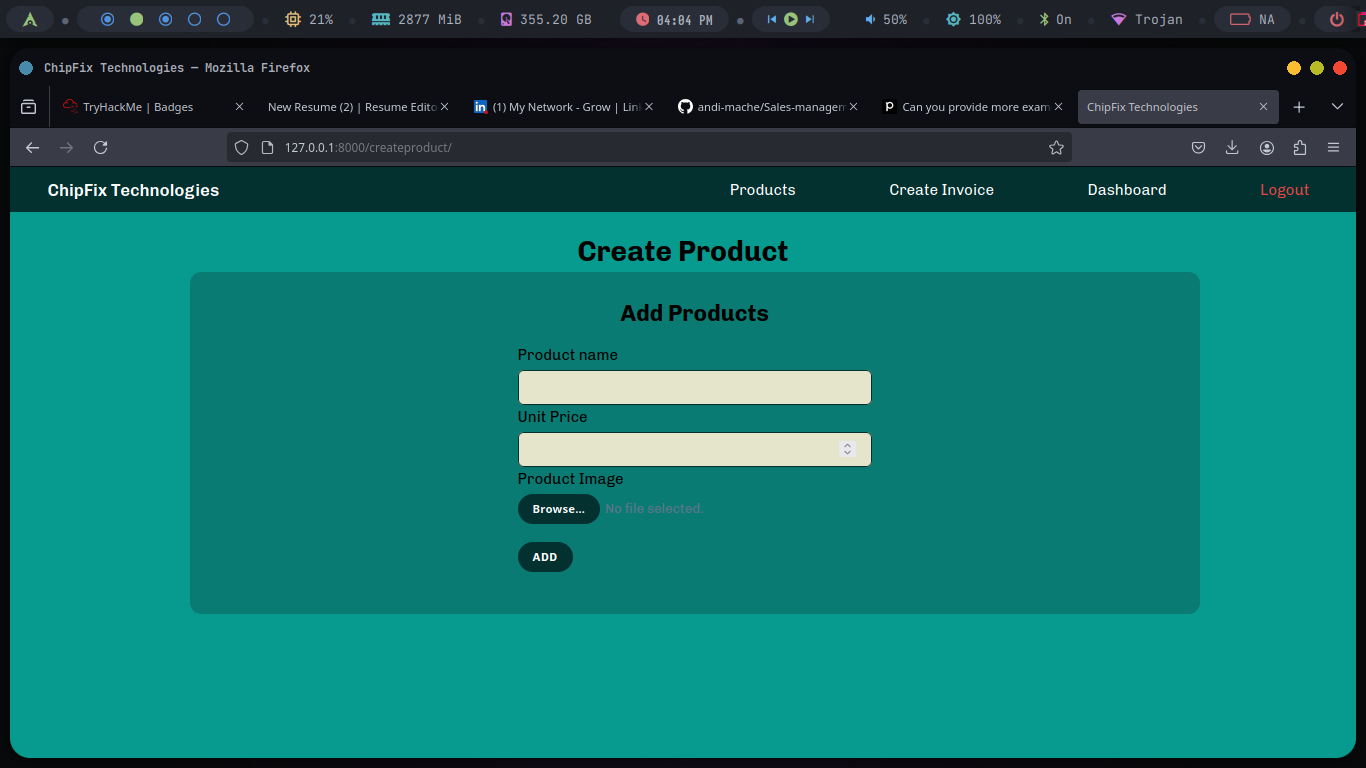 21% 2877 MiB 355.20 GB 04:04 PM 50% 100% On Trojan NA
ChipFix Technologies — Mozilla Firefox
TryHackMe | Badges New Resume (2) | Resume Edito (1) My Network - Grow | Lin andi-mache/Sales-managem Can you provide more exam ChipFix Technologies
127.0.0.1:8000/createproduct/
ChipFix Technologies Products Create Invoice Dashboard Logout
Create Product
Add Products
Product name
Unit Price
Product Image
Browse... No file selected.
ADD